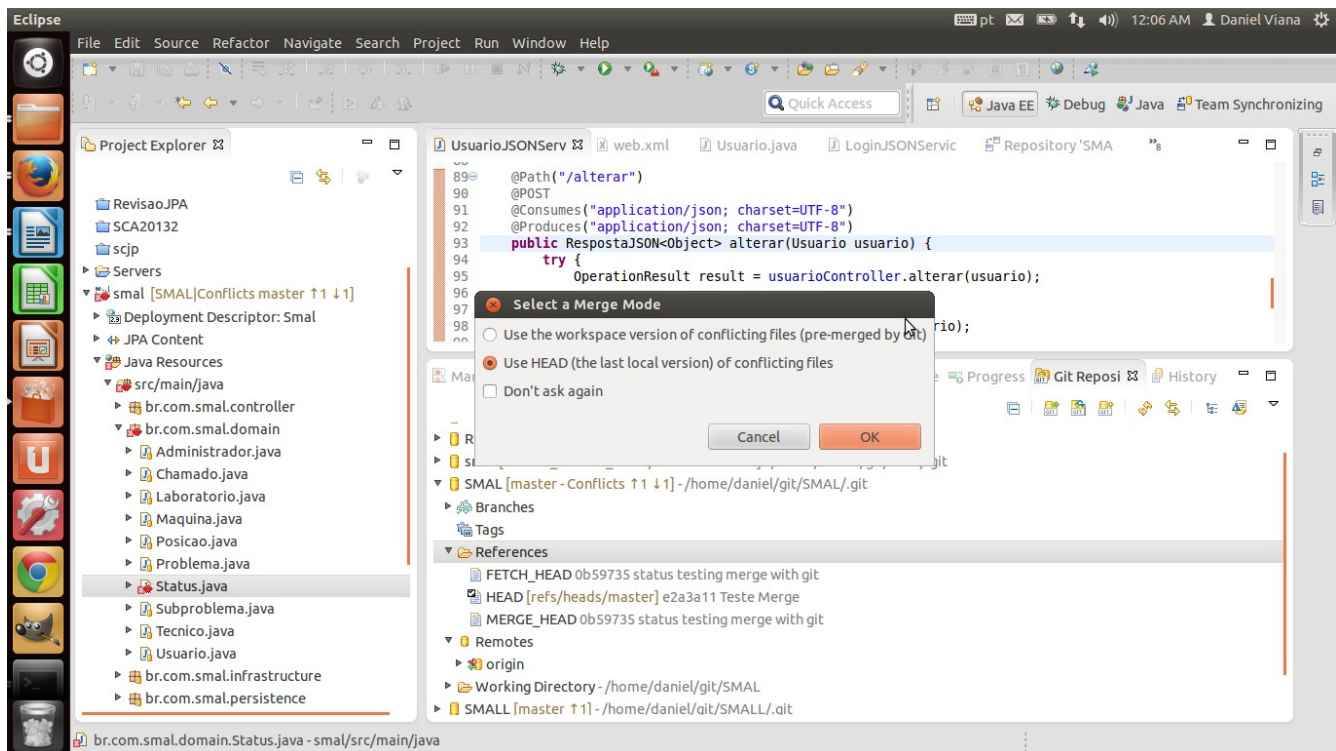 Eclipse
pt
12:06 AM
Daniel Viana
File Edit Source Refactor Navigate Search Project Run Window Help
Quick Access
Java EE
Debug
Java
Team Synchronizing
Project Explorer
RevisaoJPA
SCA20132
scjp
Servers
smal [SMAL|Conflicts master ↑1 ↓1]
Deployment Descriptor: Smal
JPA Content
Java Resources
src/main/java
br.com.smal.controller
br.com.smal.domain
Administrador.java
Chamado.java
Laboratorio.java
Maquina.java
Posicao.java
Problema.java
Status.java
Subproblema.java
Tecnico.java
Usuario.java
br.com.smal.infrastructure
br.com.smal.persistence
UsuarioJSONServ
web.xml
Usuario.java
LoginJSONServic
Repository 'SMA
»8
89 @Path("/alterar")
90 @POST
91 @Consumes("application/json; charset=UTF-8")
92 @Produces("application/json; charset=UTF-8")
93 public RespostaJSON<Object> alterar(Usuario usuario) {
94 try {
95 OperationResult result = usuarioController.alterar(usuario);
96
97
98 rio);
Select a Merge Mode
Use the workspace version of conflicting files (pre-merged by git)
Use HEAD (the last local version) of conflicting files
Don't ask again
Cancel
OK
Progress
Git Reposi
History
SMAL [master - Conflicts ↑1 ↓1] - /home/daniel/git/SMAL/.git
Branches
Tags
References
FETCH_HEAD 0b59735 status testing merge with git
HEAD [refs/heads/master] e2a3a11 Teste Merge
MERGE_HEAD 0b59735 status testing merge with git
Remotes
origin
Working Directory - /home/daniel/git/SMAL
SMALL [master ↑1] - /home/daniel/git/SMALL/.git
br.com.smal.domain.Status.java - smal/src/main/java